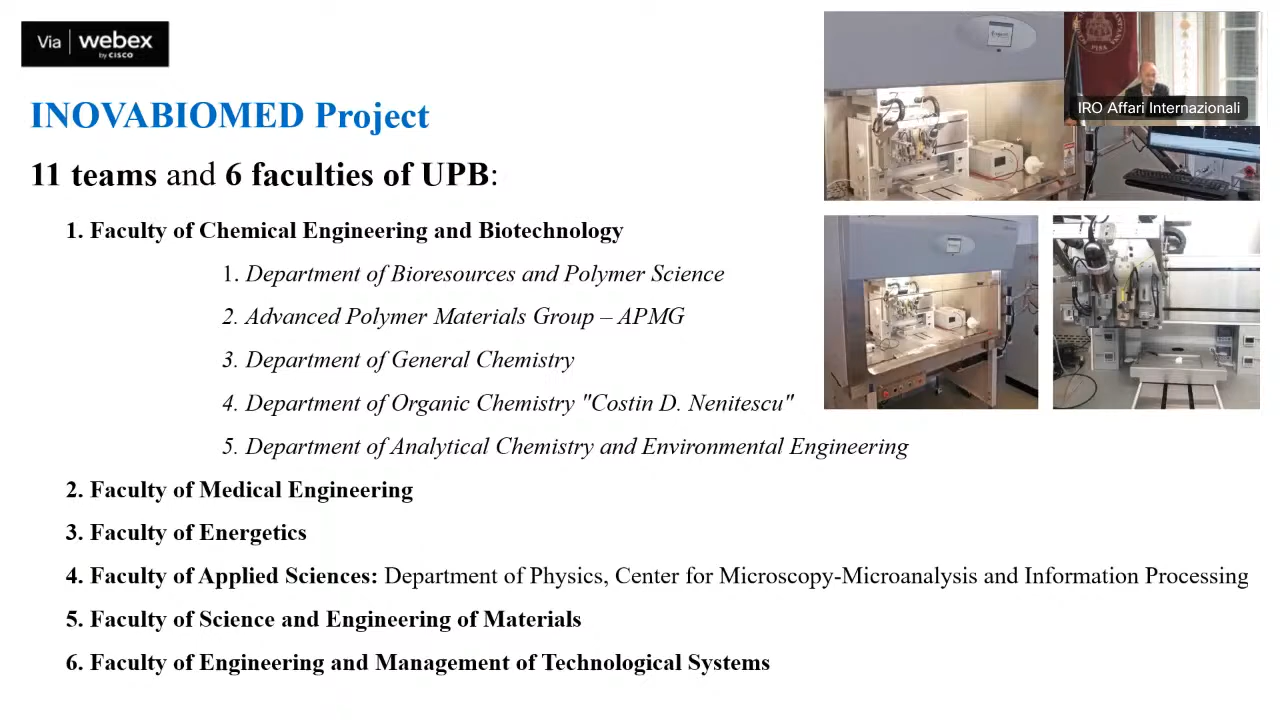 Via webex
by CISCO
IRO Affari Internazionali
INOVABIOMED Project
11 teams and 6 faculties of UPB:
1. Faculty of Chemical Engineering and Biotechnology
1. Department of Bioresources and Polymer Science
2. Advanced Polymer Materials Group – APMG
3. Department of General Chemistry
4. Department of Organic Chemistry "Costin D. Nenitescu"
5. Department of Analytical Chemistry and Environmental Engineering
2. Faculty of Medical Engineering
3. Faculty of Energetics
4. Faculty of Applied Sciences: Department of Physics, Center for Microscopy-Microanalysis and Information Processing
5. Faculty of Science and Engineering of Materials
6. Faculty of Engineering and Management of Technological Systems